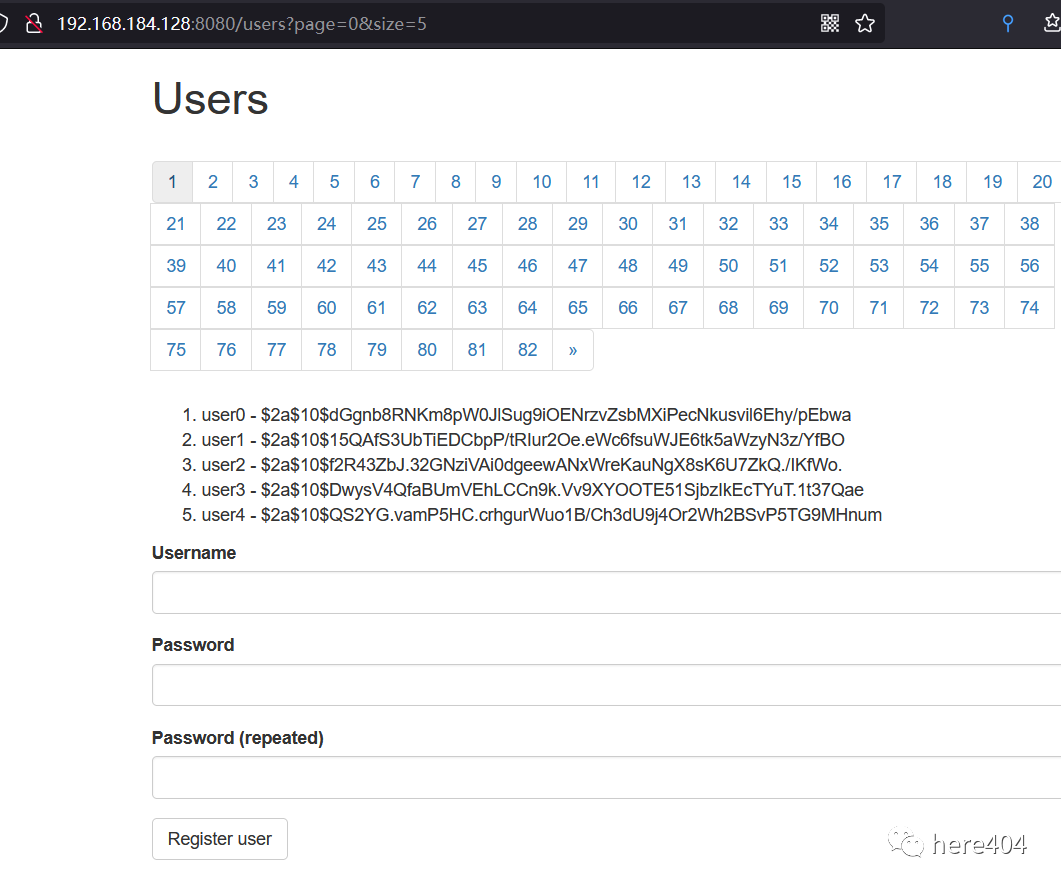 192.168.184.128:8080/users?page=0&size=5
Users
1 2 3 4 5 6 7 8 9 10 11 12 13 14 15 16 17 18 19 20
21 22 23 24 25 26 27 28 29 30 31 32 33 34 35 36 37 38
39 40 41 42 43 44 45 46 47 48 49 50 51 52 53 54 55 56
57 58 59 60 61 62 63 64 65 66 67 68 69 70 71 72 73 74
75 76 77 78 79 80 81 82 »
1. user0 - $2a$10$dGgnb8RNKm8pW0JlSug9iOENrzvZsbMXiPecNkusvil6Ehy/pEbwa
2. user1 - $2a$10$15QAfS3UbTiEDCbpP/tRIur2Oe.eWc6fsuWJE6tk5aWzyN3z/YfBO
3. user2 - $2a$10$f2R43ZbJ.32GNziVAi0dgeewANxWreKauNgX8sK6U7ZkQ./IKfWo.
4. user3 - $2a$10$DwysV4QfaBUmVEhLCCn9k.Vv9XYOOTE51SjbzIkEcTYuT.1t37Qae
5. user4 - $2a$10$QS2YG.vamP5HC.crhgurWuo1B/Ch3dU9j4Or2Wh2BSvP5TG9MHnum
Username
Password
Password (repeated)
Register user
here404